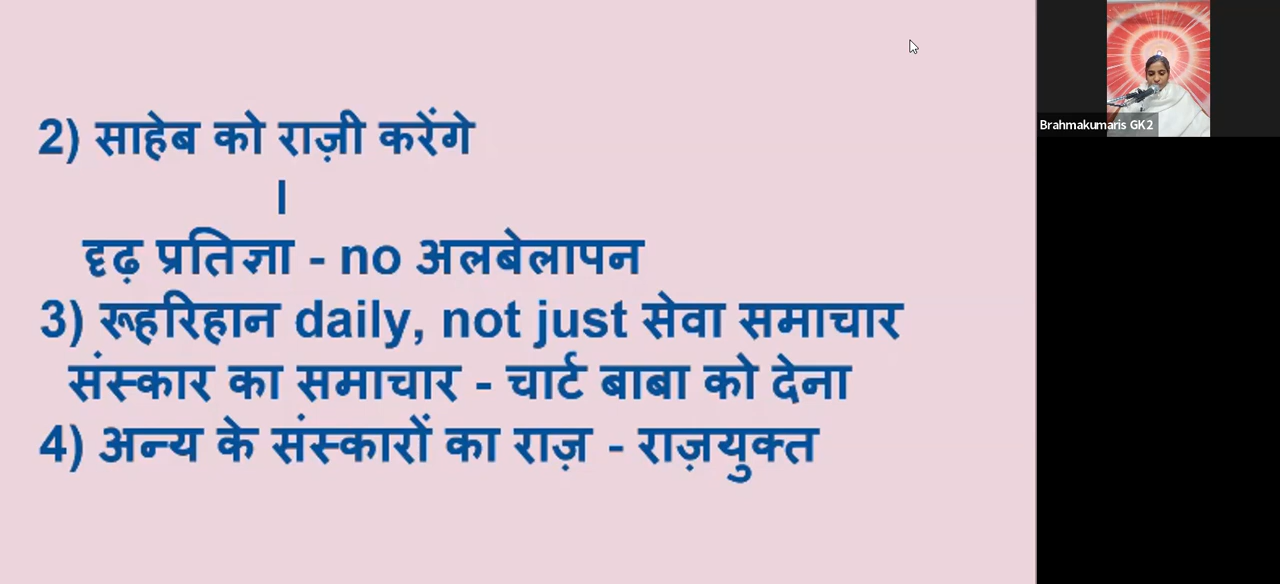 2) साहेब को राज़ी करेंगे
|
दृढ़ प्रतिज्ञा - no अलबेलापन
3) रूहरिहान daily, not just सेवा समाचार
संस्कार का समाचार - चार्ट बाबा को देना
4) अन्य के संस्कारों का राज़ - राज़युक्त
Brahmakumaris GK2